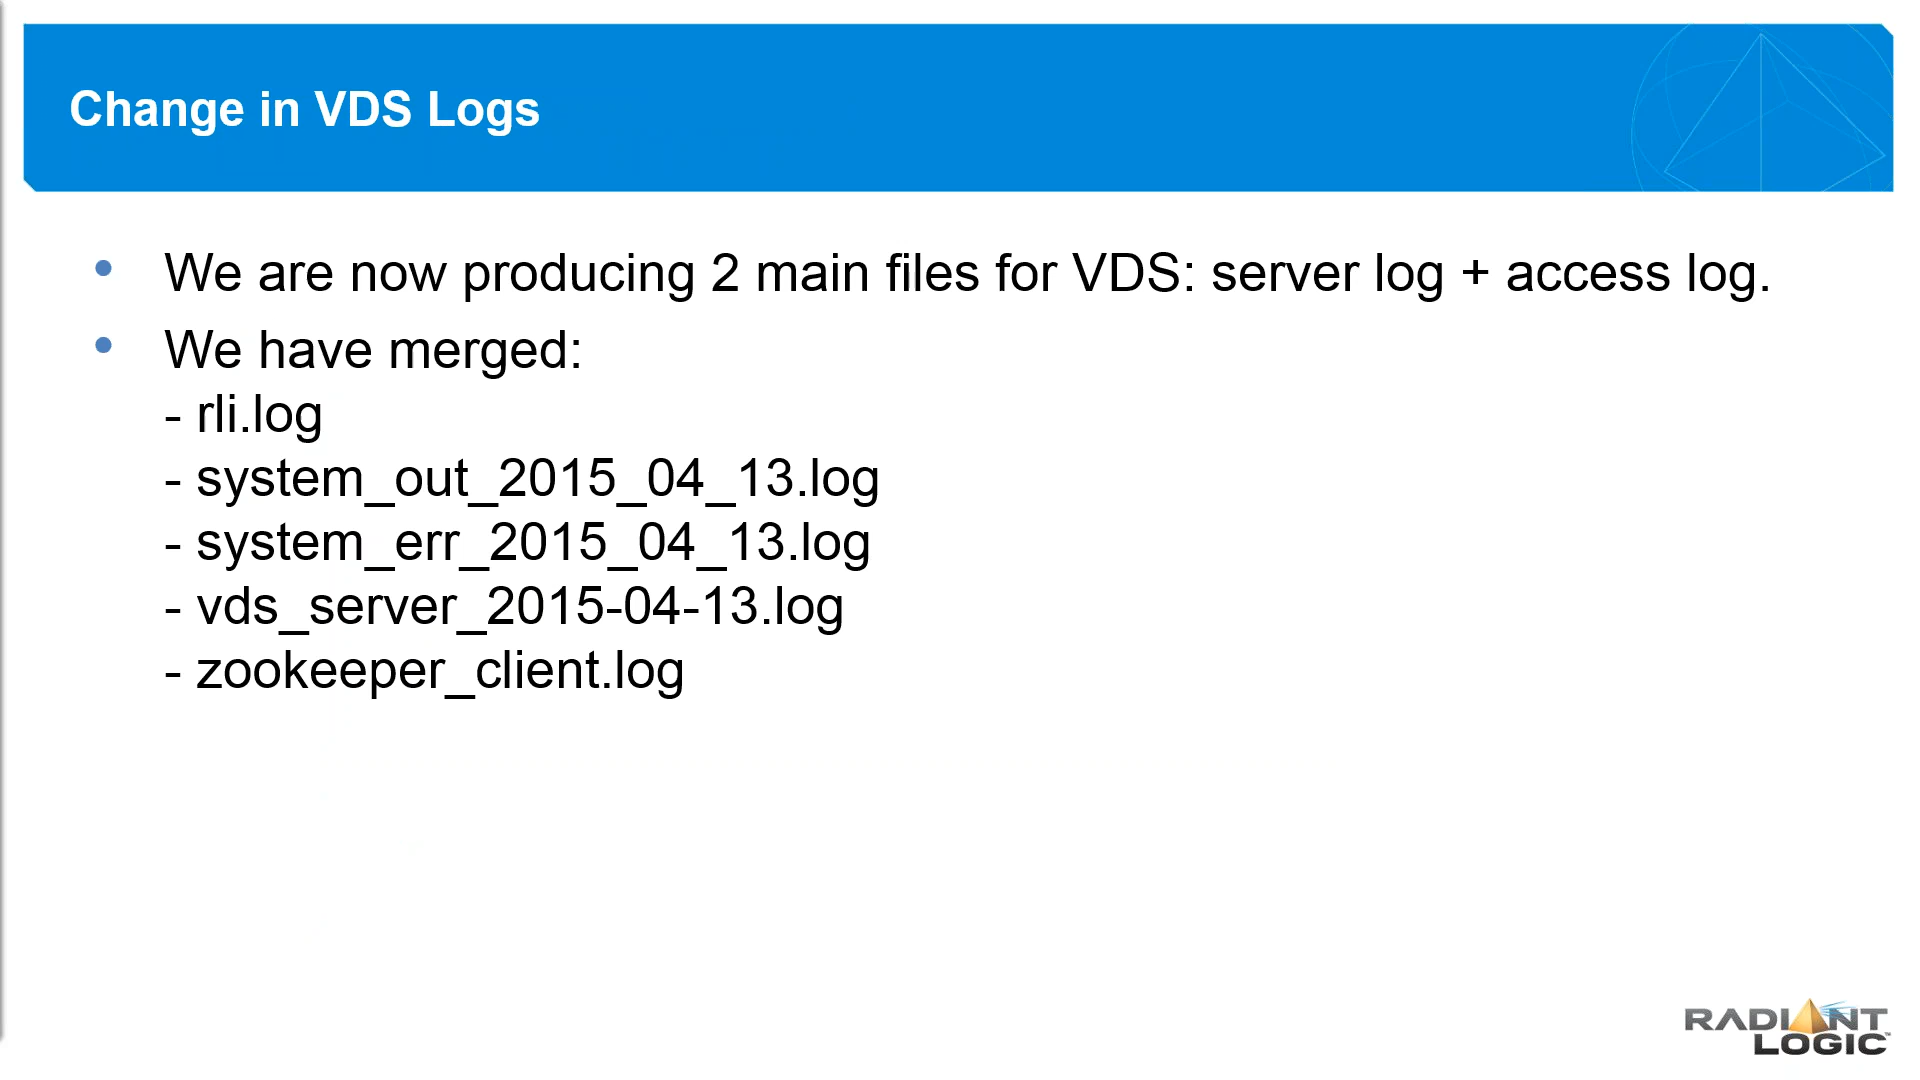 Change in VDS Logs
• We are now producing 2 main files for VDS: server log + access log.
• We have merged:
- rli.log
- system_out_2015_04_13.log
- system_err_2015_04_13.log
- vds_server_2015-04-13.log
- zookeeper_client.log
RADIANT
LOGIC™